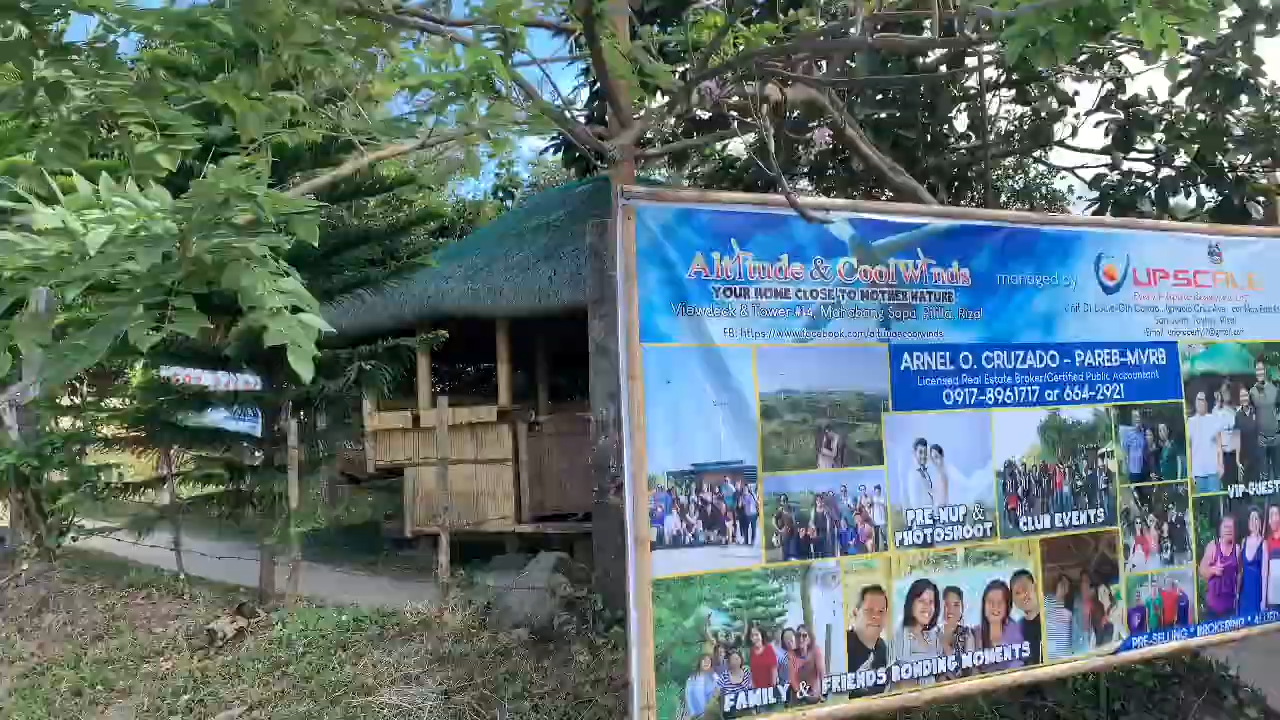 Altitude & CoolWinds
managed by UPSCALE
YOUR HOME CLOSE TO MOTHER NATURE
Viewdeck & Tower #14, Mahabang Sapa, Pililla, Rizal
FB: https://www.facebook.com/altitudecoolwinds
ARNEL O. CRUZADO - PAREB-MVRB
Licensed Real Estate Broker/Certified Public Accountant
0917-8961717 or 664-2921
PRE-NUP &
PHOTOSHOOT
CLUB EVENTS
VIP GUEST
FAMILY & FRIENDS BONDING MOMENTS
PRE-SELLING * BROKERING *